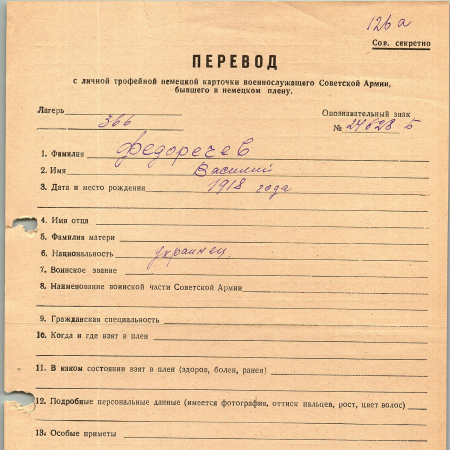 126а
Сов. секретно
ПЕРЕВОД
с личной трофейной немецкой карточки военнослужащего Советской Армии,
бывшего в немецком плену.
Лагерь
Опознавательный знак
366
№ 24628 б
1. Фамилия Федоречев
2. Имя Василий
3. Дата и место рождения 1918 года
4. Имя отца
5. Фамилия матери
6. Национальность украинец.
7. Воинское звание
8. Наименование воинской части Советской Армии
9. Гражданская специальность
10. Когда и где взят в плен
11. В каком состоянии взят в плен (здоров, болен, ранен)
12. Подробные персональные данные (имеется фотография, оттиск пальцев, рост, цвет волос)
13. Особые приметы